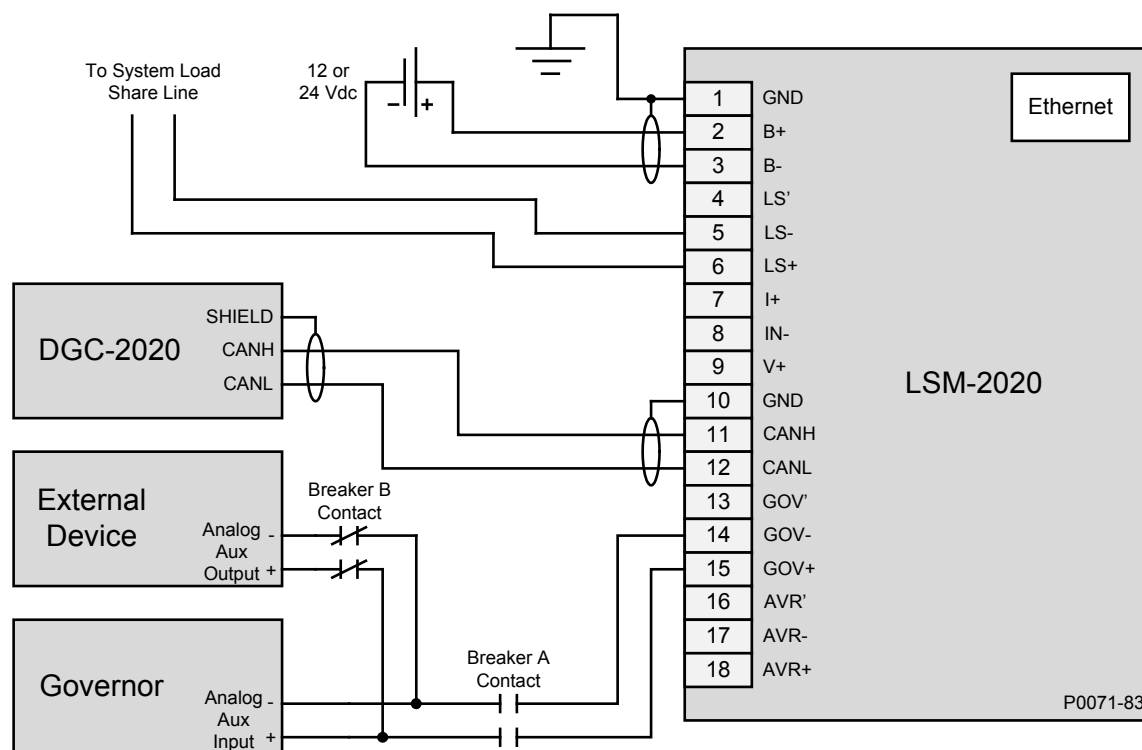 To System Load
Share Line
12 or
24 Vdc
−
+
Ethernet
LSM-2020
1 GND
2 B+
3 B-
4 LS’
5 LS-
6 LS+
7 I+
8 IN-
9 V+
10 GND
11 CANH
12 CANL
13 GOV’
14 GOV-
15 GOV+
16 AVR’
17 AVR-
18 AVR+
P0071-83
DGC-2020
SHIELD
CANH
CANL
External
Device
Analog -
Aux
Output +
Breaker B
Contact
Governor
Analog -
Aux
Input +
Breaker A
Contact